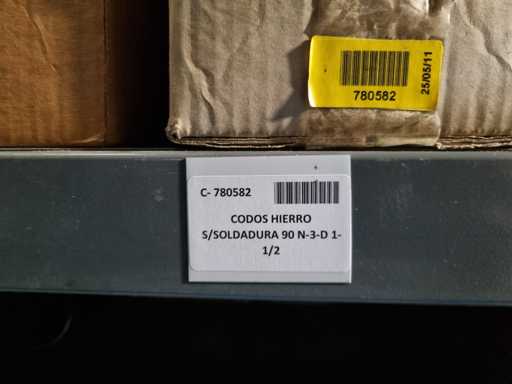 780582
25/05/11
C- 780582
CODOS HIERRO
S/SOLDADURA 90 N-3-D 1-
1/2